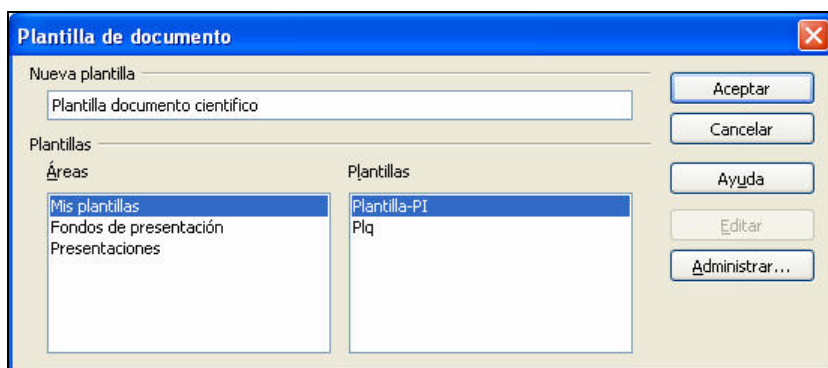 Plantilla de documento
Nueva plantilla
Plantilla documento cientifico
Plantillas
Áreas
Mis plantillas
Fondos de presentación
Presentaciones
Plantillas
Plantilla-PI
Plq
Aceptar
Cancelar
Ayuda
Editar
Administrar...